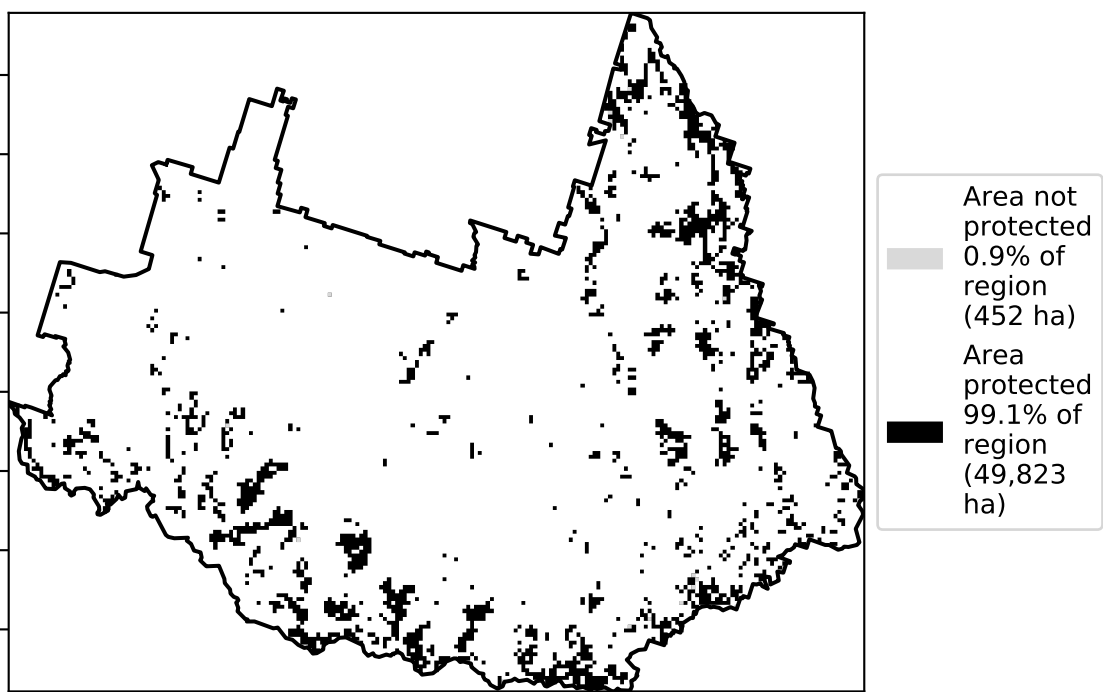 Area not
protected
0.9% of
region
(452 ha)
Area
protected
99.1% of
region
(49,823
ha)